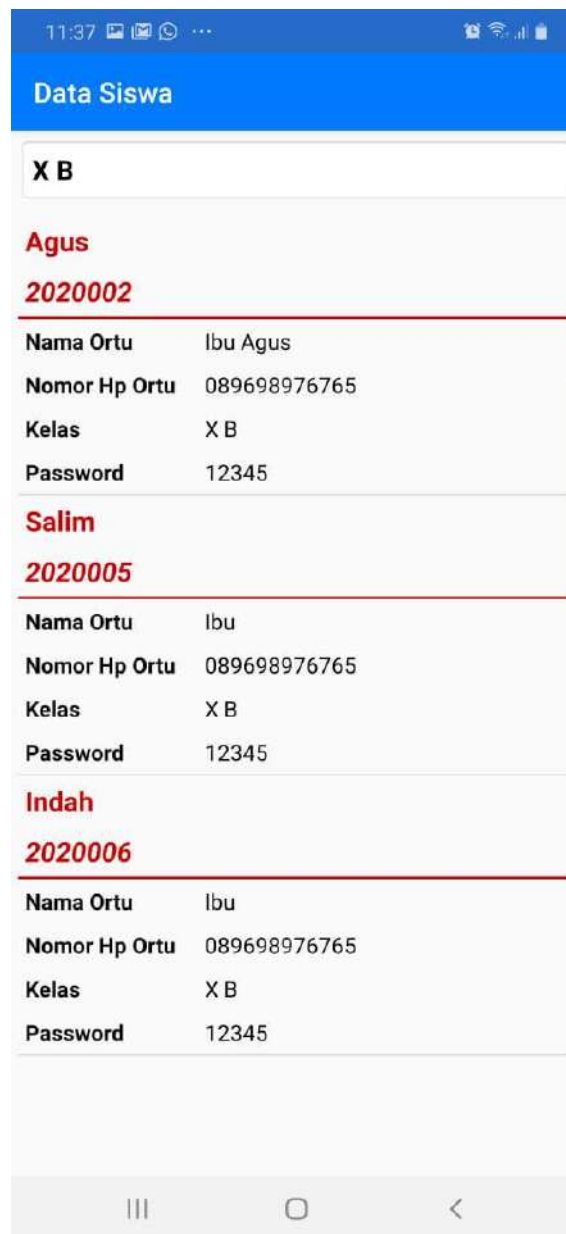 11:37
Data Siswa
X B
Agus
2020002
Nama Ortu Ibu Agus
Nomor Hp Ortu 089698976765
Kelas X B
Password 12345
Salim
2020005
Nama Ortu Ibu
Nomor Hp Ortu 089698976765
Kelas X B
Password 12345
Indah
2020006
Nama Ortu Ibu
Nomor Hp Ortu 089698976765
Kelas X B
Password 12345